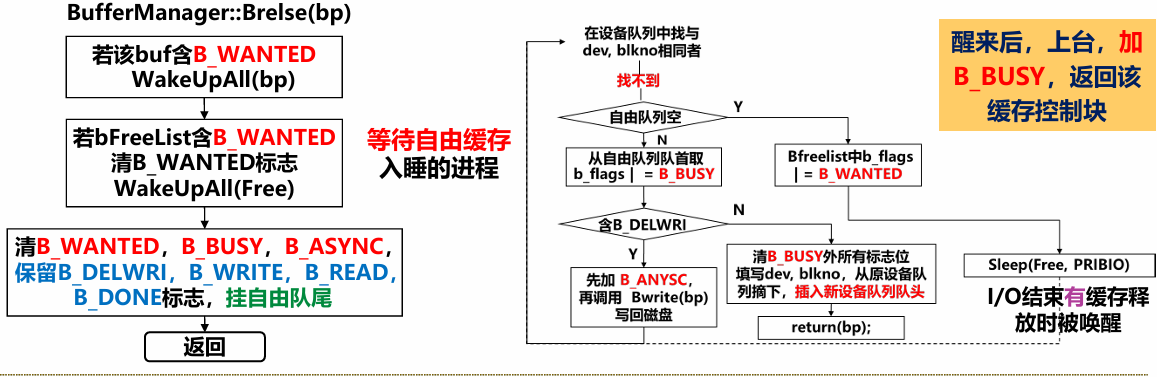 BufferManager::Brelse(bp)
若该buf含B_WANTED
WakeUpAll(bp)
若bFreeList含B_WANTED
清B_WANTED标志
WakeUpAll(Free)
清B_WANTED，B_BUSY，B_ASYNC，
保留B_DELWRI，B_WRITE，B_READ，
B_DONE标志，挂自由队尾
返回
等待自由缓存
入睡的进程
在设备队列中找与
dev, blkno相同者
找不到
自由队列空
Y
N
从自由队列队首取
b_flags | = B_BUSY
Bfreelist中b_flags
| = B_WANTED
含B_DELWRI
N
Y
先加 B_ANYSC,
再调用 Bwrite(bp)
写回磁盘
清B_BUSY外所有标志位
填写dev, blkno，从原设备队
列摘下，插入新设备队列队头
return(bp);
Sleep(Free, PRIBIO)
I/O结束有缓存释
放时被唤醒
醒来后，上台，加
B_BUSY，返回该
缓存控制块